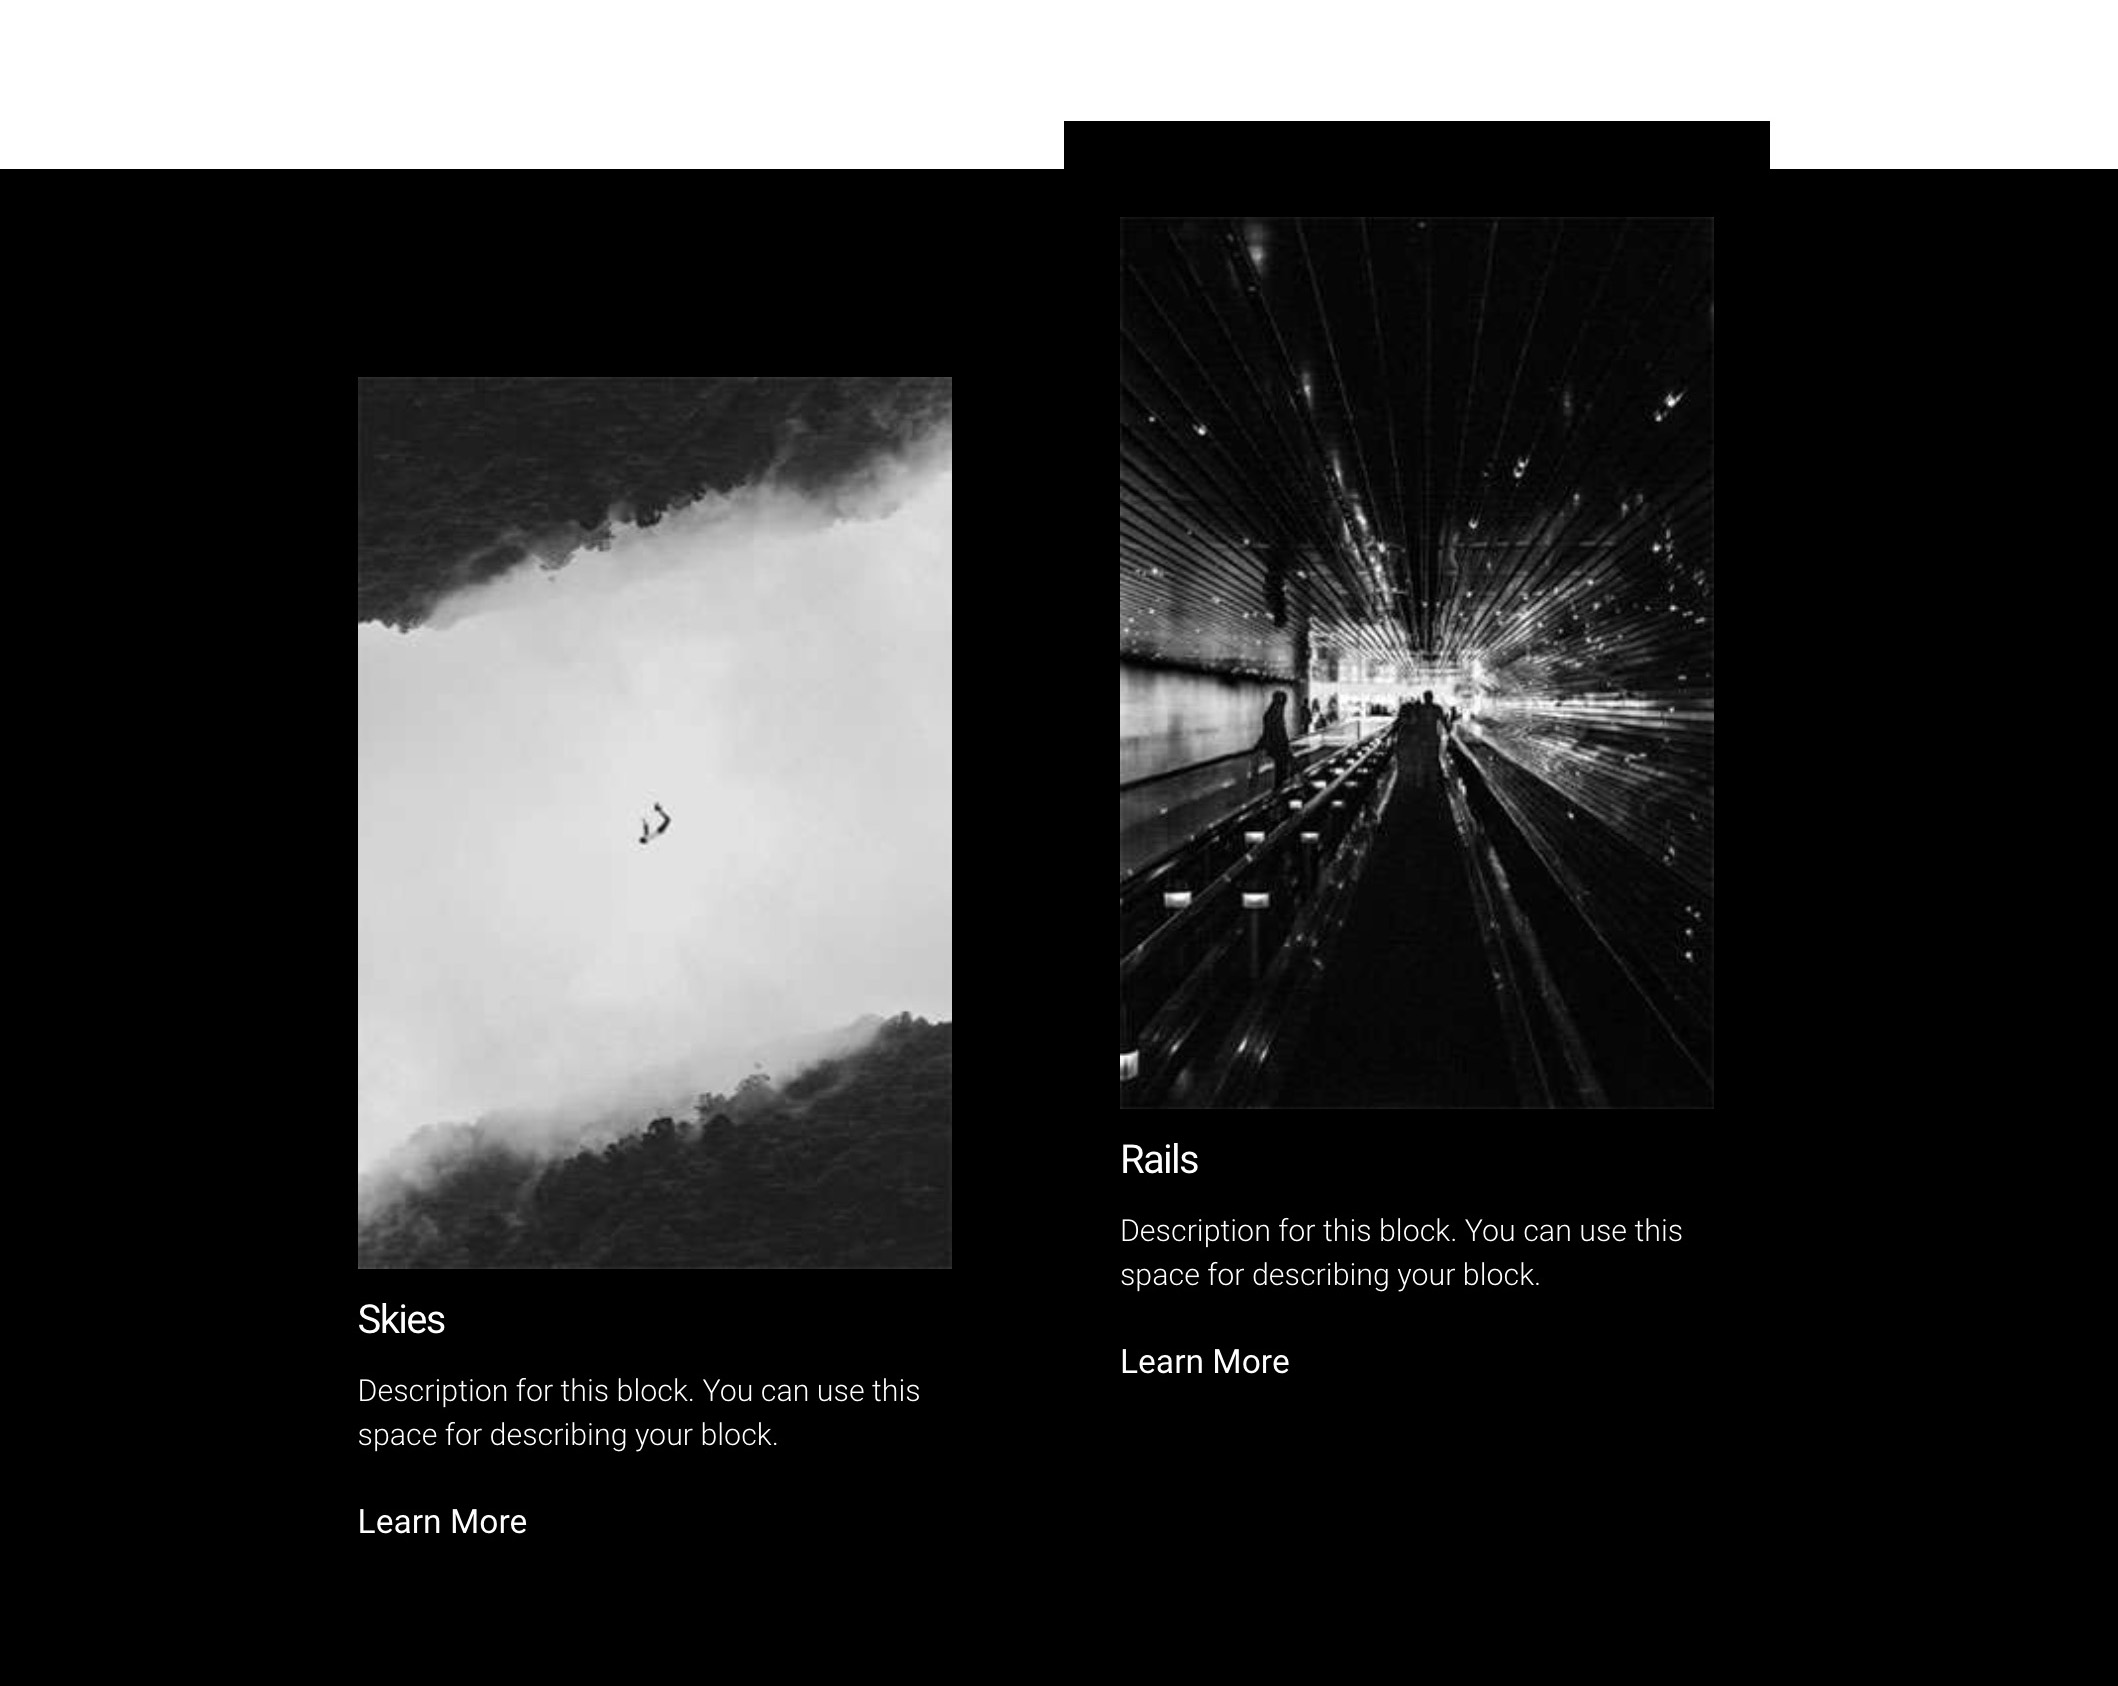 Skies
Description for this block. You can use this
space for describing your block.
Learn More
Rails
Description for this block. You can use this
space for describing your block.
Learn More